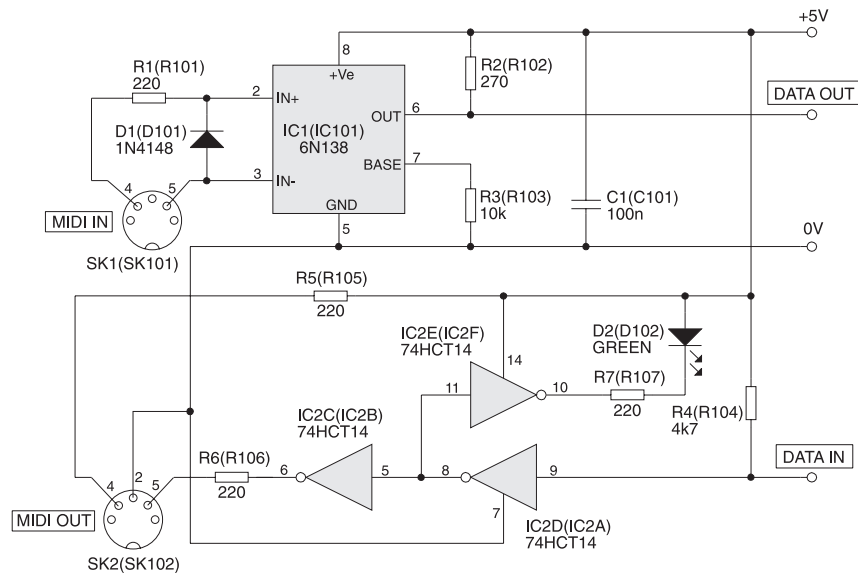 +5V
8
+Ve
R1(R101)
220
2
IN+
R2(R102)
270
DATA OUT
OUT
6
D1(D101)
1N4148
IC1(IC101)
6N138
7
BASE
3
IN-
GND
5
R3(R103)
10k
C1(C101)
100n
4
5
MIDI IN
SK1(SK101)
0V
R5(R105)
220
IC2E(IC2F)
74HCT14
14
11
10
D2(D102)
GREEN
R7(R107)
220
R4(R104)
4k7
IC2C(IC2B)
74HCT14
R6(R106)
220
6
5
8
9
DATA IN
7
IC2D(IC2A)
74HCT14
4
2
5
MIDI OUT
SK2(SK102)